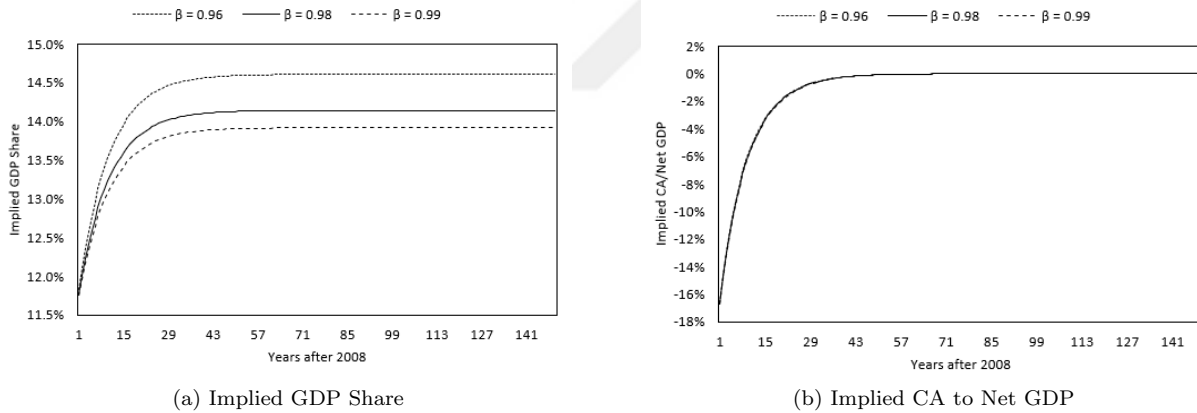 β = 0.96 β = 0.98 β = 0.99
15.0%
14.5%
14.0%
13.5%
13.0%
12.5%
12.0%
11.5%
Implied GDP Share
1 15 29 43 57 71 85 99 113 127 141
Years after 2008
(a) Implied GDP Share
β = 0.96 β = 0.98 β = 0.99
2%
0%
-2%
-4%
-6%
-8%
-10%
-12%
-14%
-16%
-18%
Implied CA/Net GDP
1 15 29 43 57 71 85 99 113 127 141
Years after 2008
(b) Implied CA to Net GDP